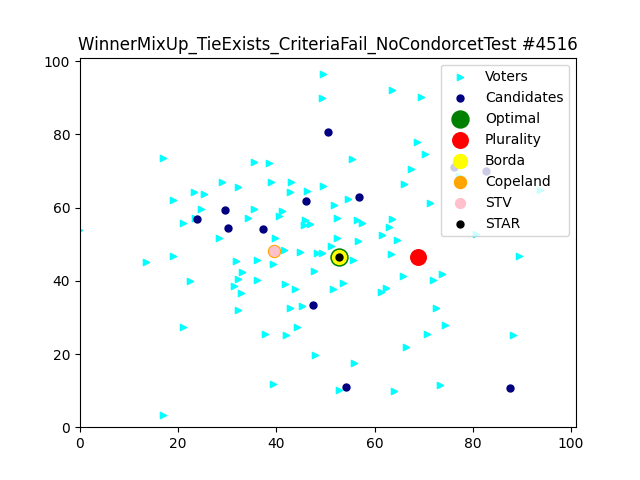 WinnerMixUp_TieExists_CriteriaFail_NoCondorcetTest #4516
100
80
60
40
20
0
0
20
40
60
80
100
Voters
Candidates
Optimal
Plurality
Borda
Copeland
STV
STAR